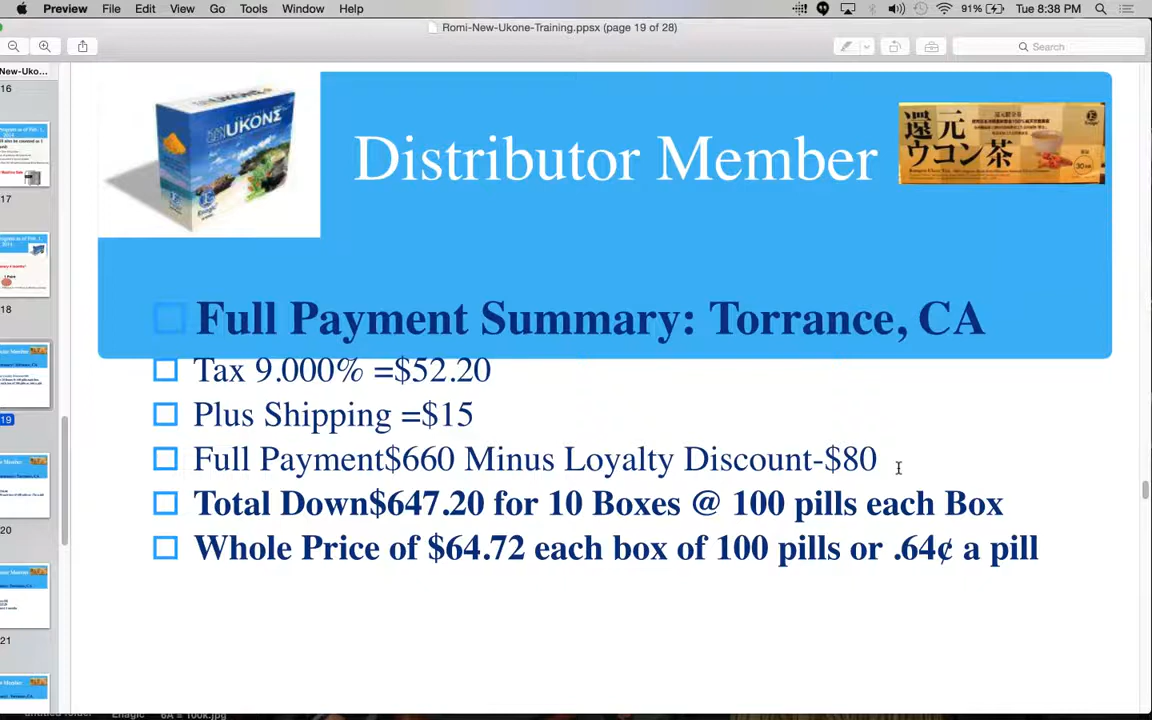 Preview File Edit View Go Tools Window Help 91% Tue 8:38 PM
Romi-New-Ukone-Training.ppsx (page 19 of 28)
Search
New-Uko...
16
17
18
19
20
21
UKONΣ
Distributor Member
還元
ウコン茶
Full Payment Summary: Torrance, CA
Tax 9.000% =$52.20
Plus Shipping =$15
Full Payment$660 Minus Loyalty Discount-$80
Total Down$647.20 for 10 Boxes @ 100 pills each Box
Whole Price of $64.72 each box of 100 pills or .64¢ a pill